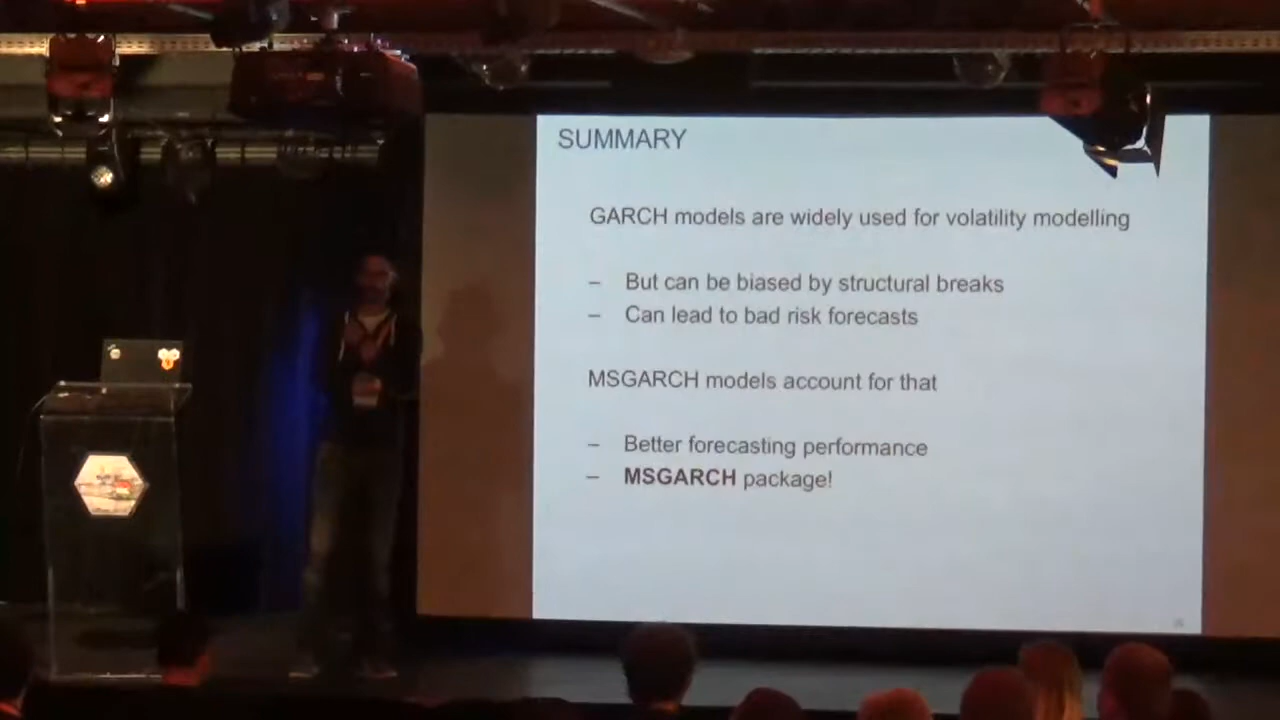 SUMMARY
GARCH models are widely used for volatility modelling
– But can be biased by structural breaks
– Can lead to bad risk forecasts
MSGARCH models account for that
– Better forecasting performance
– MSGARCH package!